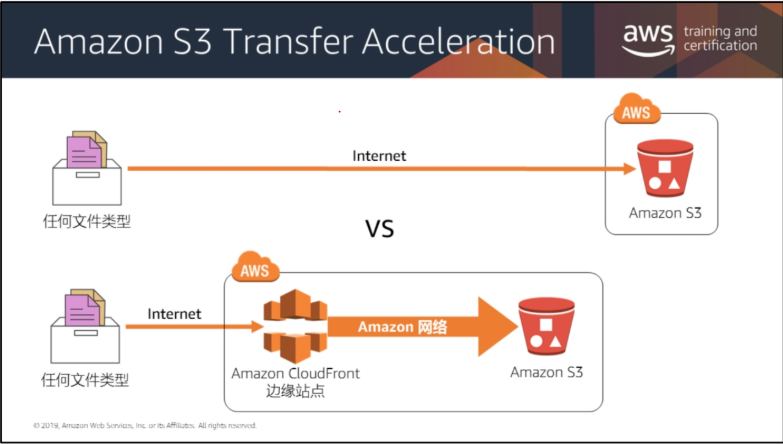 Amazon S3 Transfer Acceleration
aws training and certification
AWS
Internet
任何文件类型
Amazon S3
VS
AWS
Internet
Amazon 网络
任何文件类型
Amazon CloudFront
边缘站点
Amazon S3
© 2019, Amazon Web Services, Inc. or its Affiliates. All rights reserved.